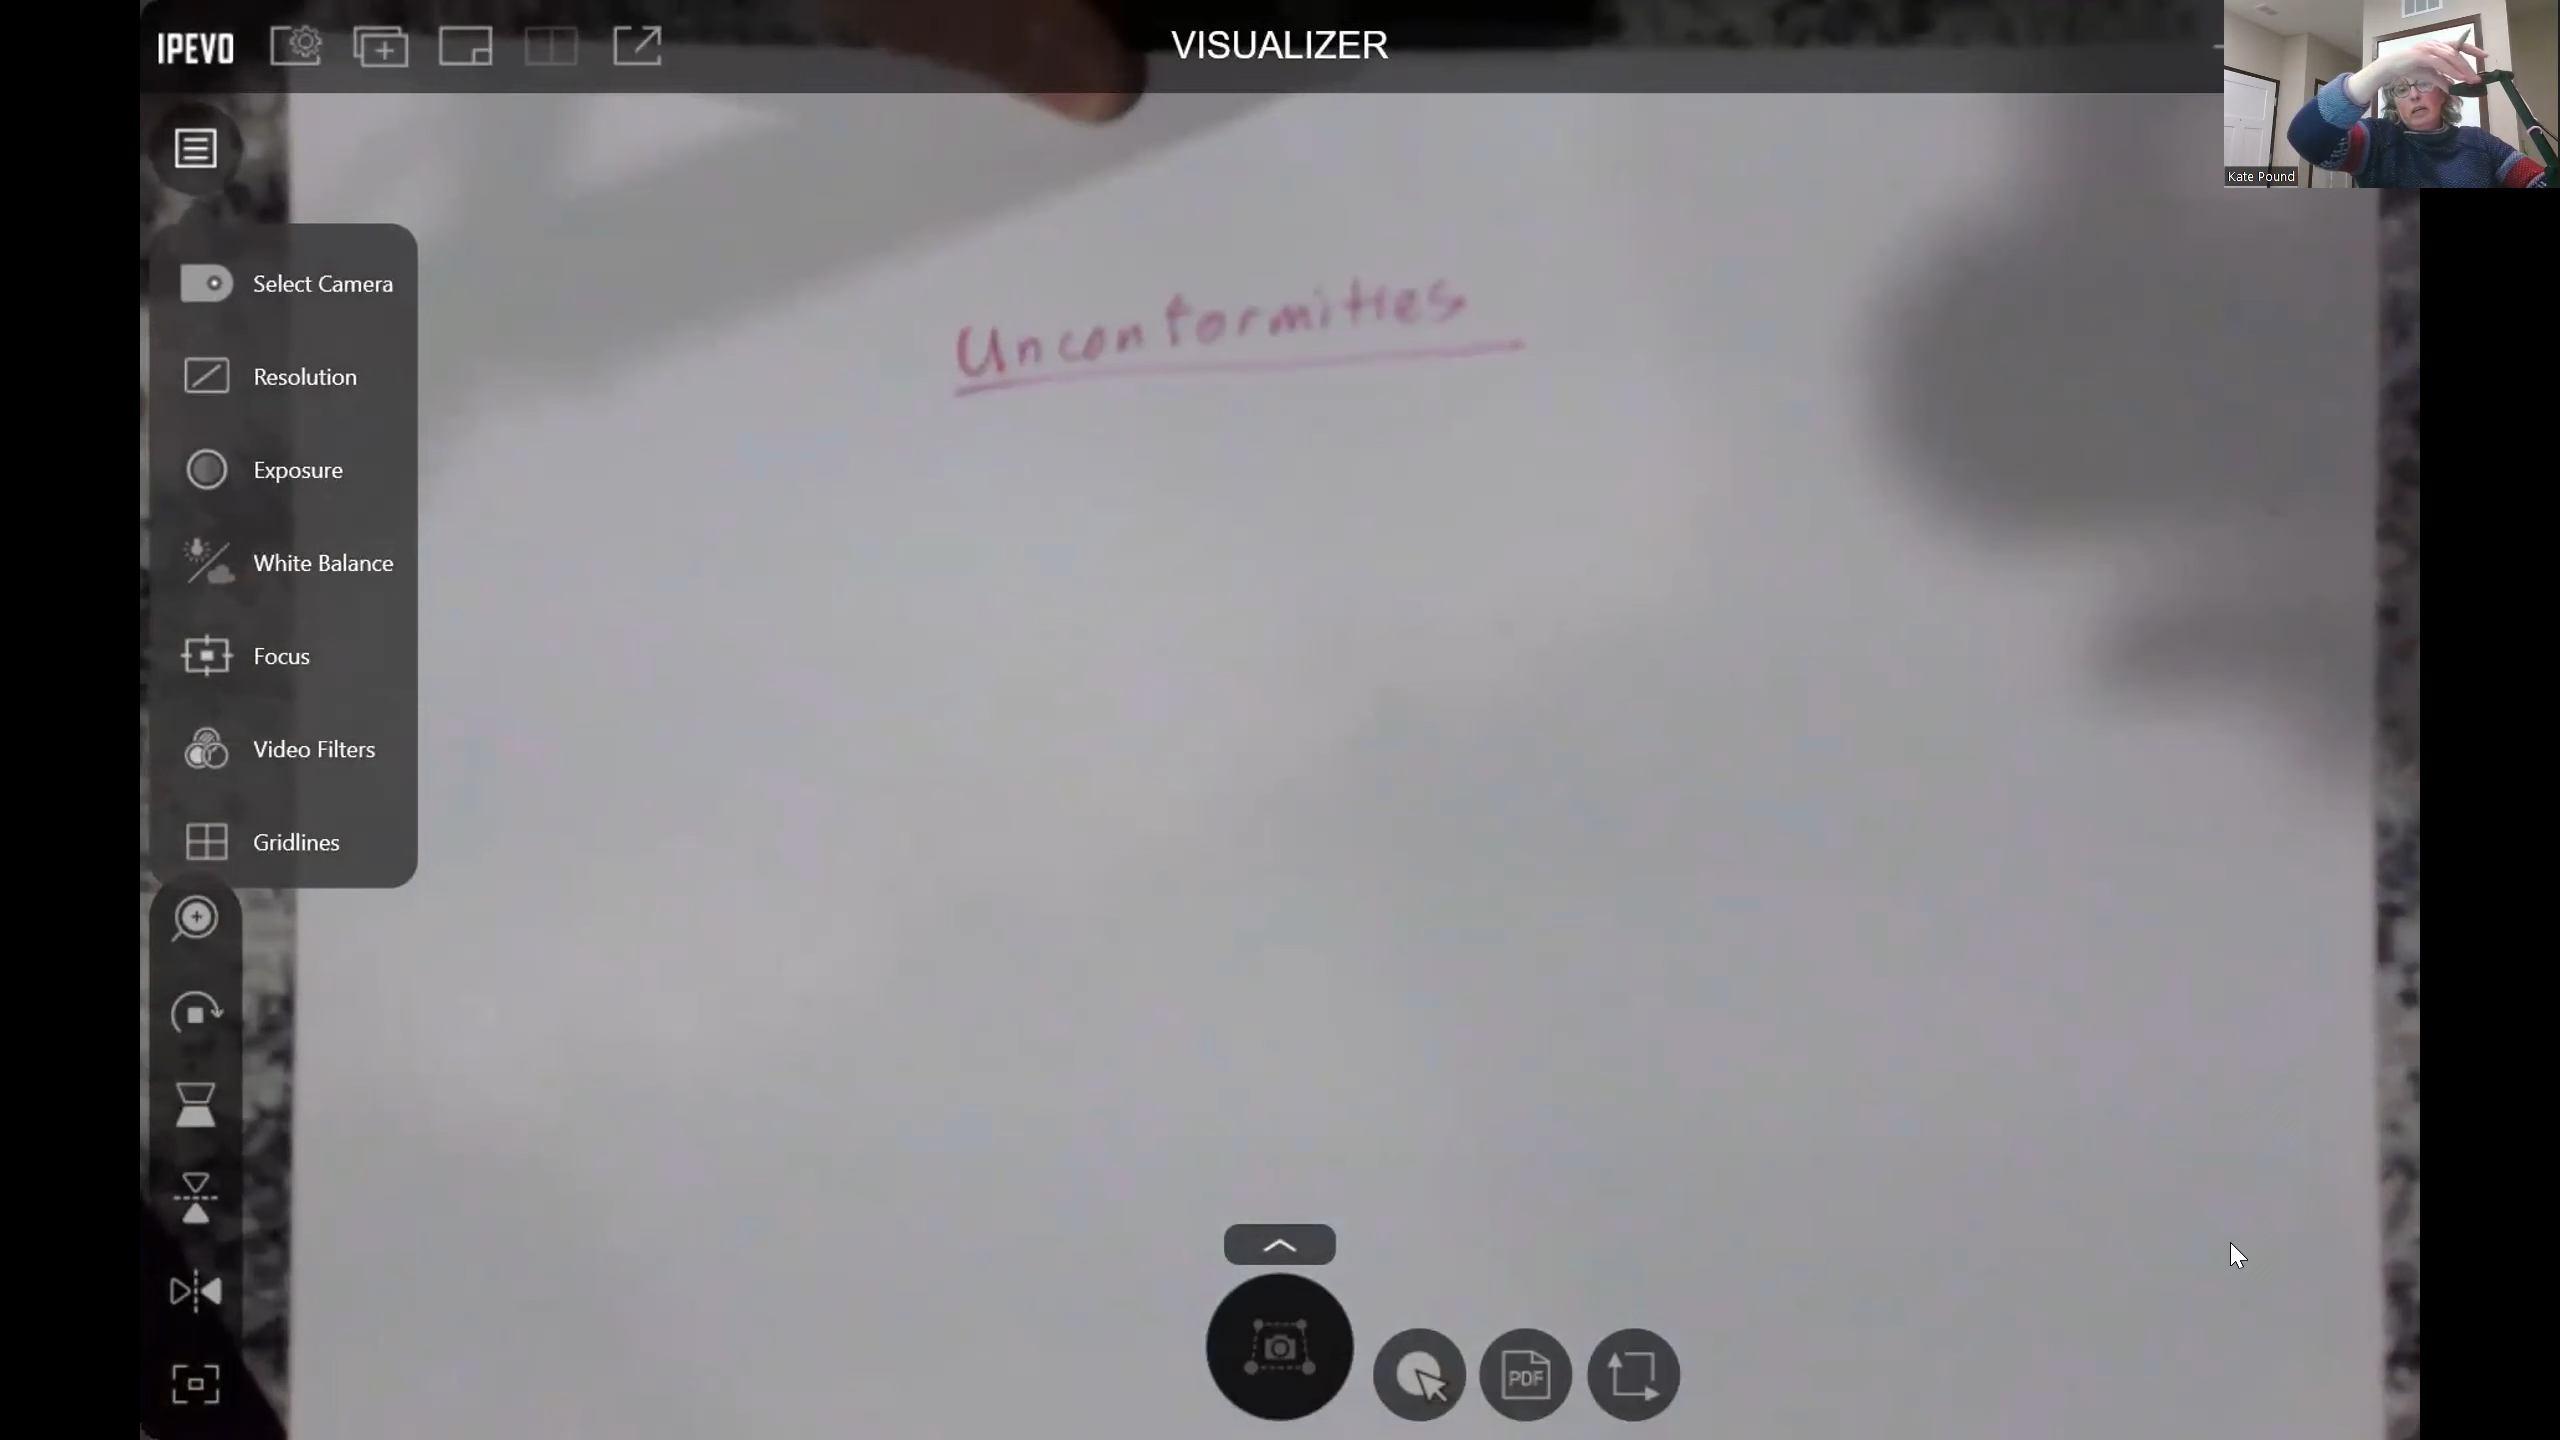 IPEVO
VISUALIZER
Kate Pound
Unconformities
Select Camera
Resolution
Exposure
White Balance
Focus
Video Filters
Gridlines
PDF